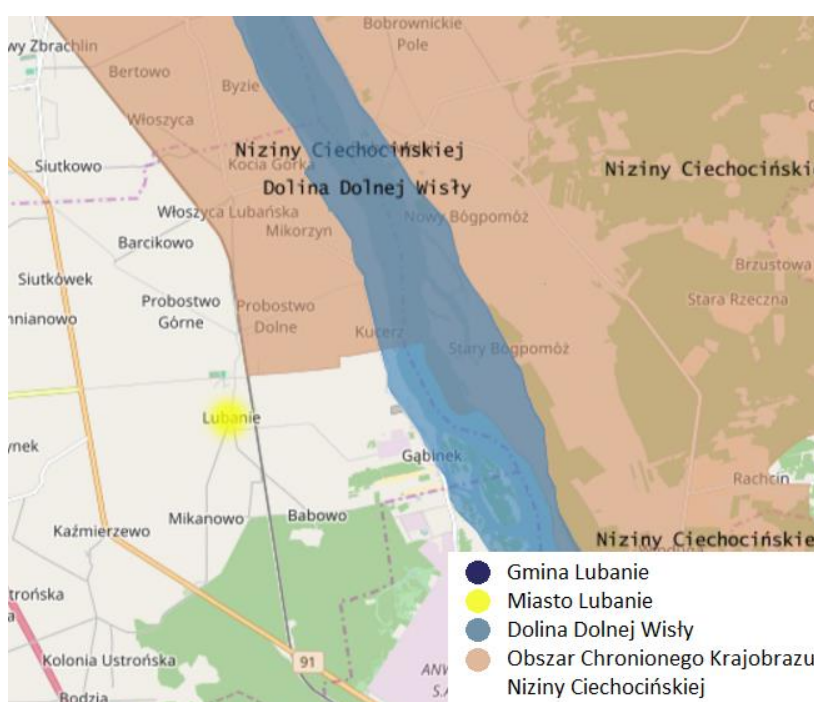 Bobrownickie
Pole
wy Zbrachlin
Bertowo
Byzie
Włoszyca
Niziny Ciechocińskiej
Kocia Górka
Siutkowo
Niziny Ciechocińskie
Dolina Dolnej Wisły
Włoszyca Lubańska
Nowy Bógpomóż
Mikorzyn
Barcikowo
Brzustowa
Siutkówek
Probostwo
Górne
Probostwo
Dolne
Stara Rzeczna
hnianowo
Kucerz
Stary Bógpomóż
Lubanie
ynek
Gąbinek
Rachcin
Mikanowo
Babowo
Kaźmierzewo
Niziny Ciechocińskie
Gmina Lubanie
trońska
a
Miasto Lubanie
Dolina Dolnej Wisły
Kolonia Ustrońska
91
Obszar Chronionego Krajobrazu
Niziny Ciechocińskiej
ANW
S.A
Bodzia